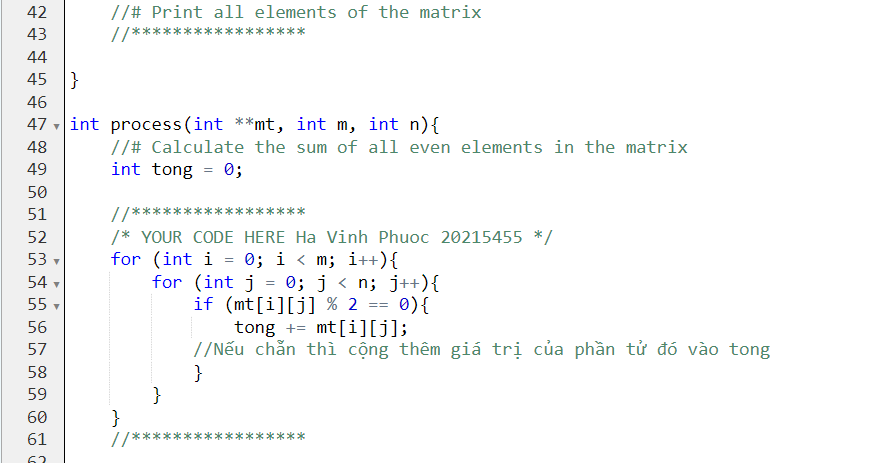 42 //# Print all elements of the matrix
43 //*****************
44
45 }
46
47 int process(int **mt, int m, int n){
48 //# Calculate the sum of all even elements in the matrix
49 int tong = 0;
50
51 //*****************
52 /* YOUR CODE HERE Ha Vinh Phuoc 20215455 */
53 for (int i = 0; i < m; i++){
54 for (int j = 0; j < n; j++){
55 if (mt[i][j] % 2 == 0){
56 tong += mt[i][j];
57 //Nếu chẵn thì cộng thêm giá trị của phần tử đó vào tong
58 }
59 }
60 }
61 //*****************
62